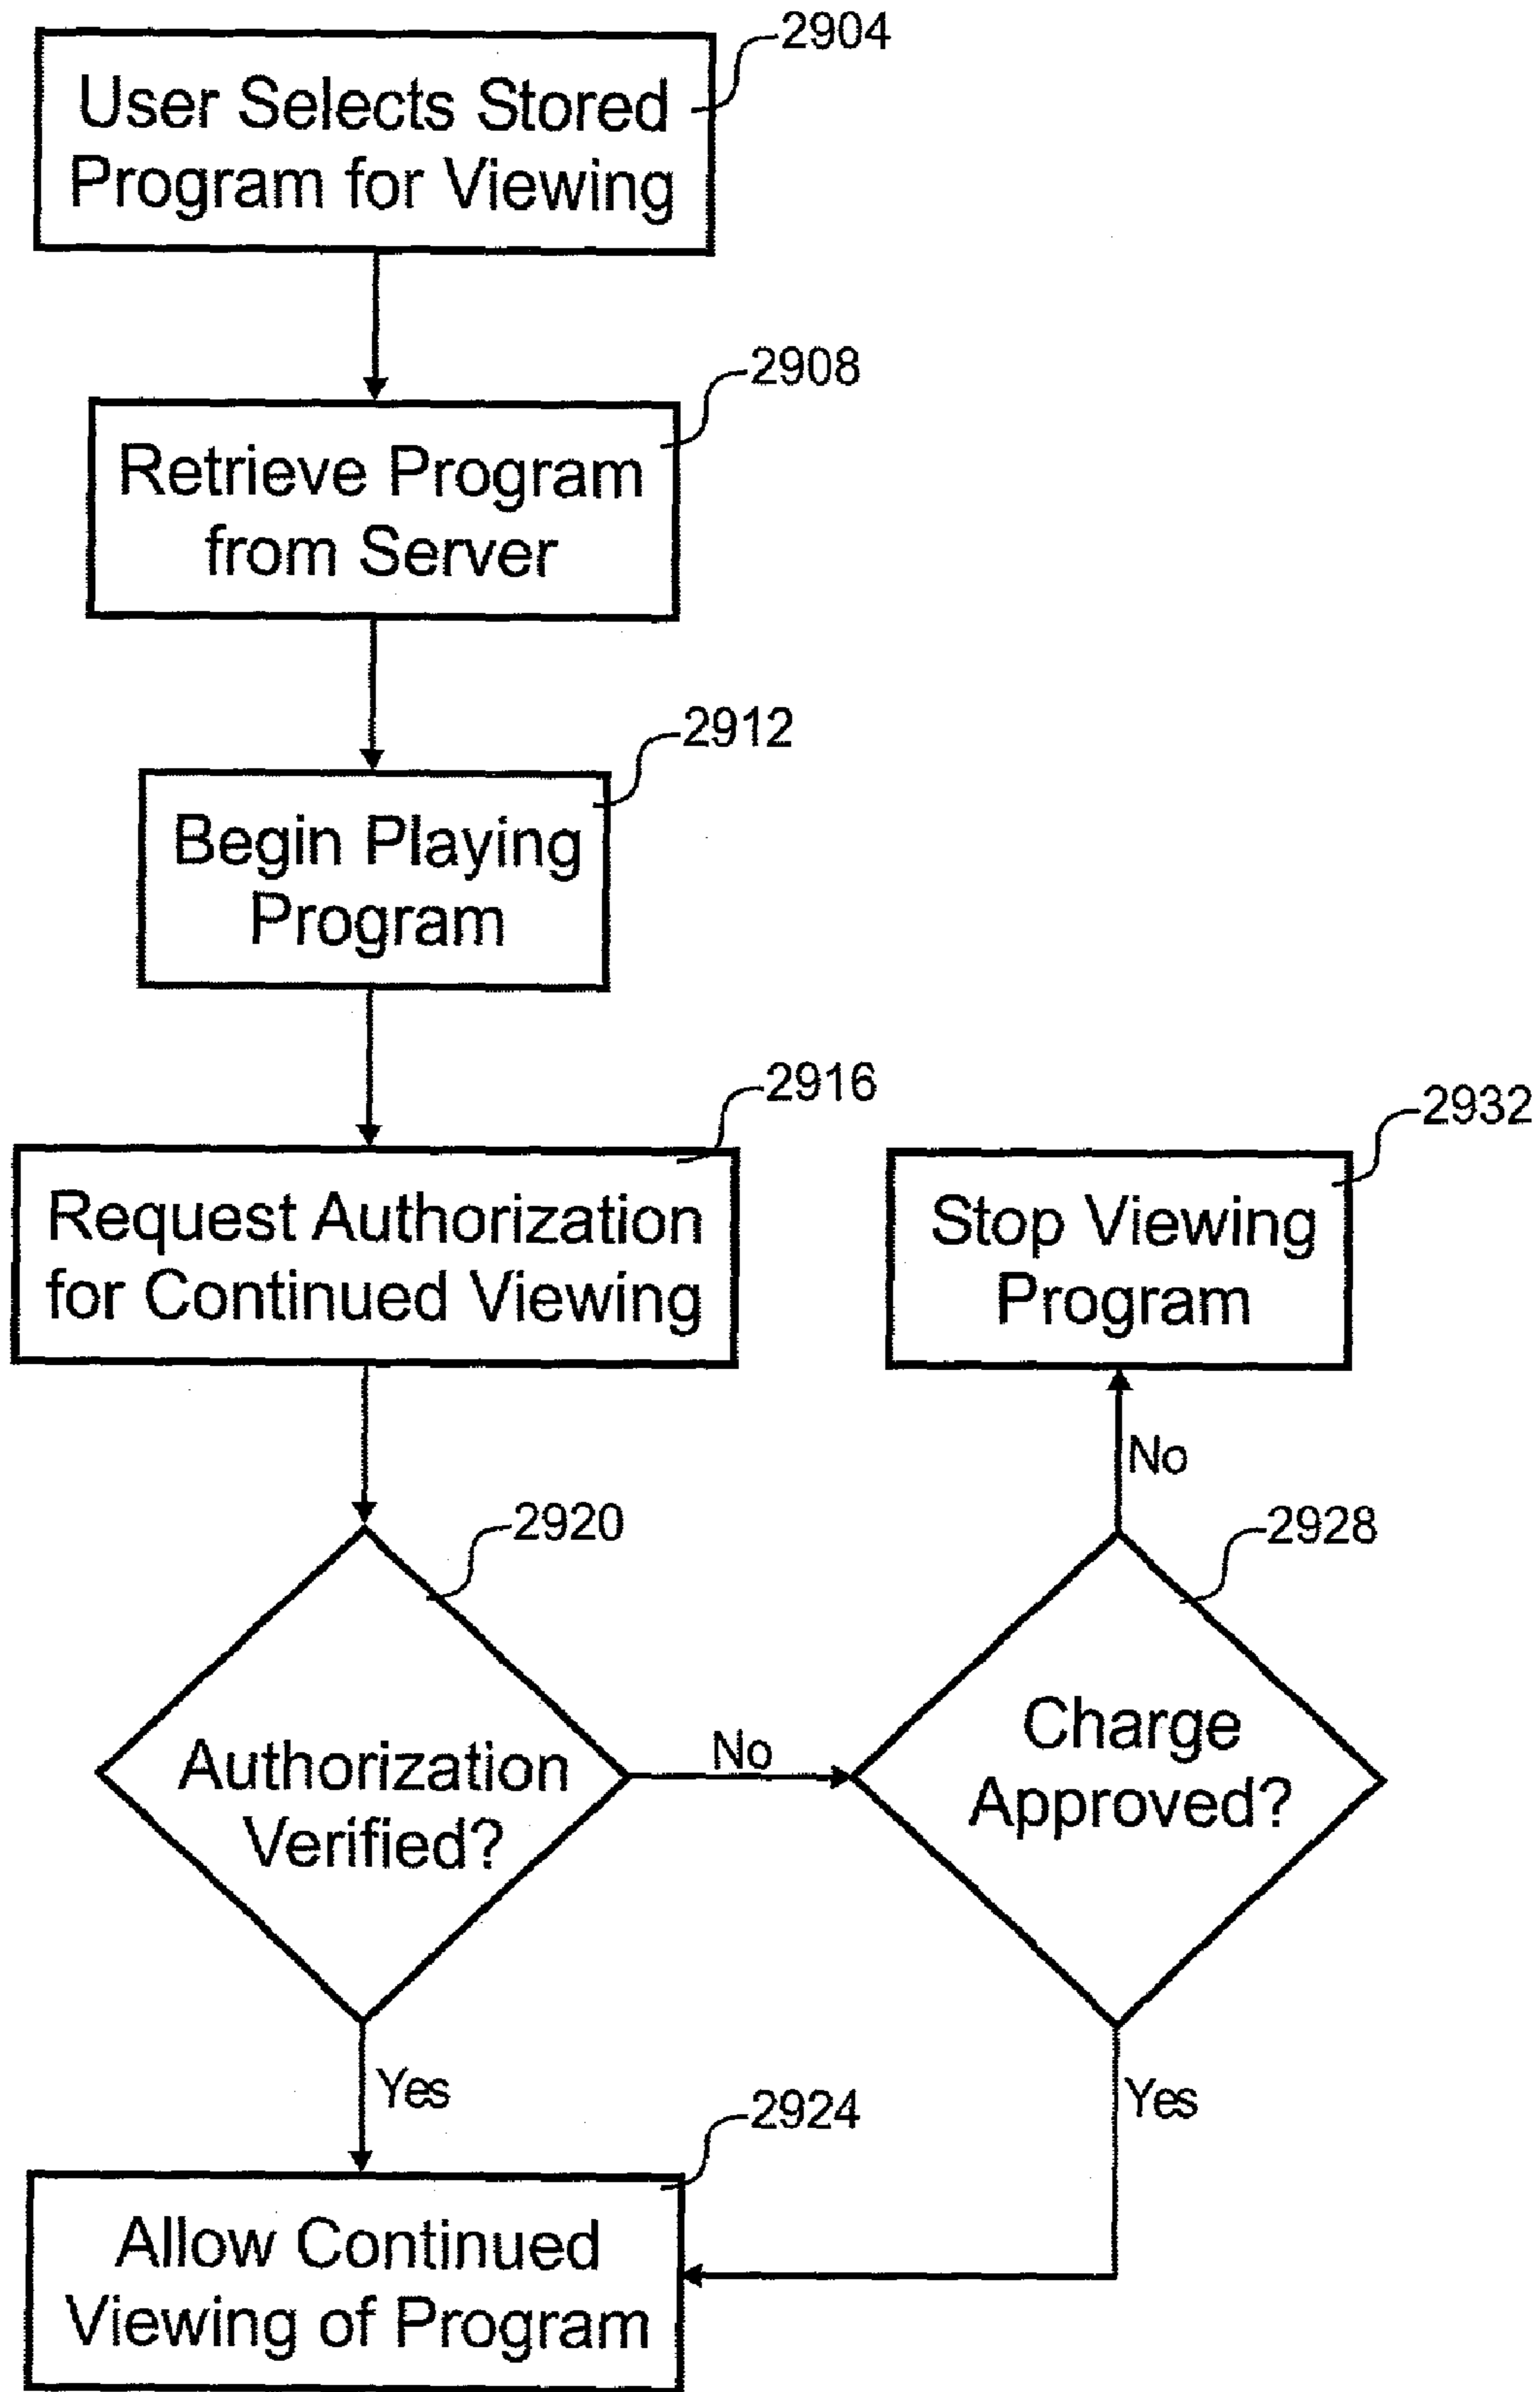 2904
User Selects Stored
Program for Viewing
2908
Retrieve Program
from Server
2912
Begin Playing
Program
2916
Request Authorization
for Continued Viewing
2932
Stop Viewing
Program
No
2920
Authorization
Verified?
No
2928
Charge
Approved?
Yes
Yes
2924
Allow Continued
Viewing of Program